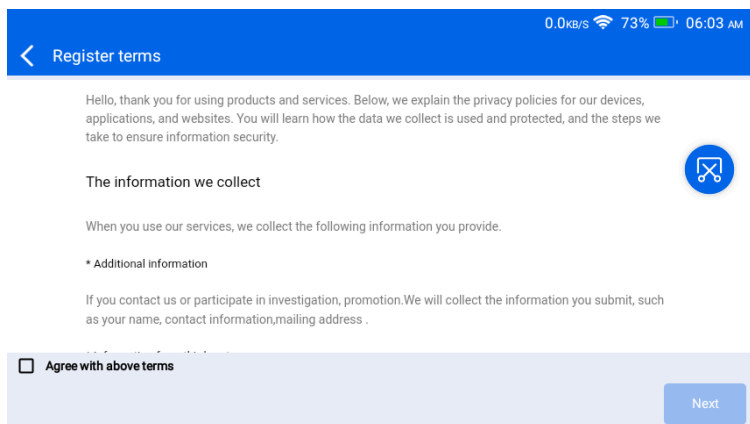 0.0KB/S 73% 06:03 AM
Register terms
Hello, thank you for using products and services. Below, we explain the privacy policies for our devices,
applications, and websites. You will learn how the data we collect is used and protected, and the steps we
take to ensure information security.
The information we collect
When you use our services, we collect the following information you provide.
* Additional information
If you contact us or participate in investigation, promotion.We will collect the information you submit, such
as your name, contact information,mailing address .
Agree with above terms
Next